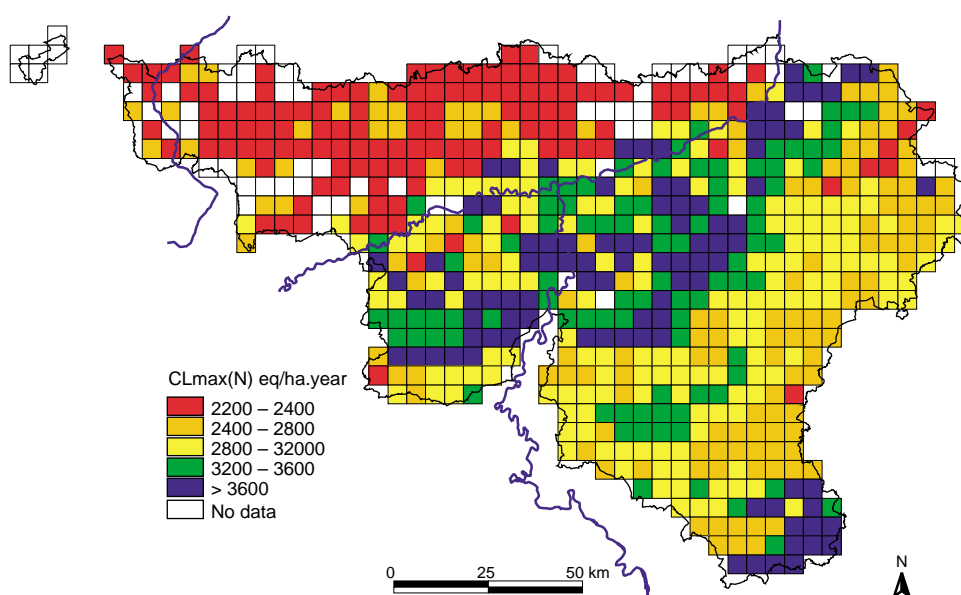 CLmax(N) eq/ha.year
2200 – 2400
2400 – 2800
2800 – 32000
3200 – 3600
> 3600
No data
0 25 50 km
N